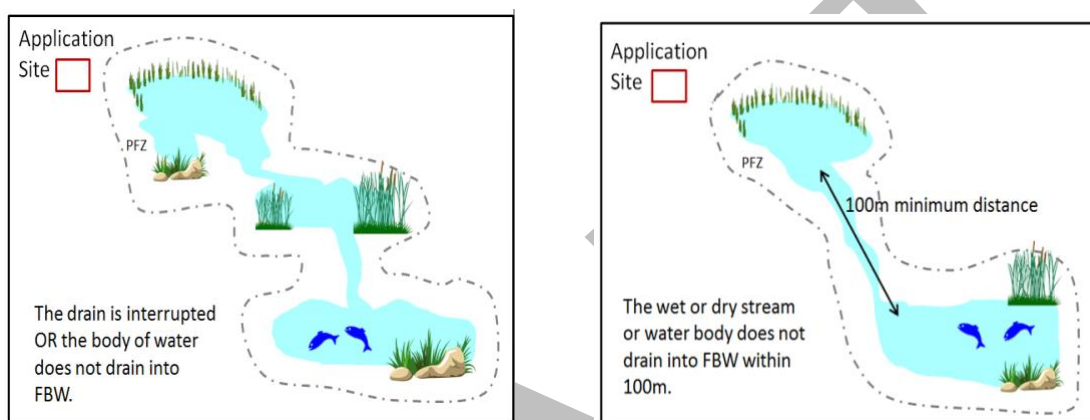 Application
Site
PFZ
The drain is interrupted
OR the body of water
does not drain into
FBW.
Application
Site
PFZ
100m minimum distance
The wet or dry stream
or water body does not
drain into FBW within
100m.